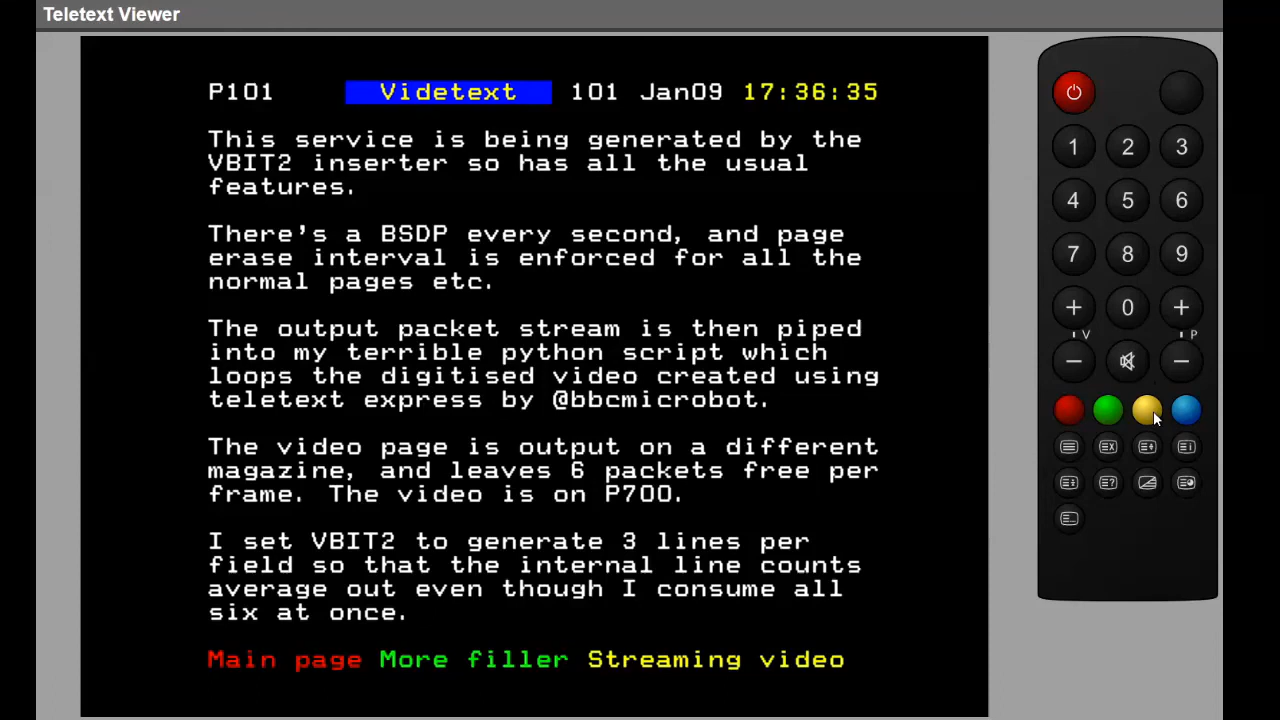 Teletext Viewer
P101 Videtext 101 Jan09 17:36:35
This service is being generated by the
VBIT2 inserter so has all the usual
features.
There's a BSDP every second, and page
erase interval is enforced for all the
normal pages etc.
The output packet stream is then piped
into my terrible python script which
loops the digitised video created using
teletext express by @bbcmicrobot.
The video page is output on a different
magazine, and leaves 6 packets free per
frame. The video is on P700.
I set VBIT2 to generate 3 lines per
field so that the internal line counts
average out even though I consume all
six at once.
Main page More filler Streaming video
1 2 3
4 5 6
7 8 9
+ 0 +
V P
− −